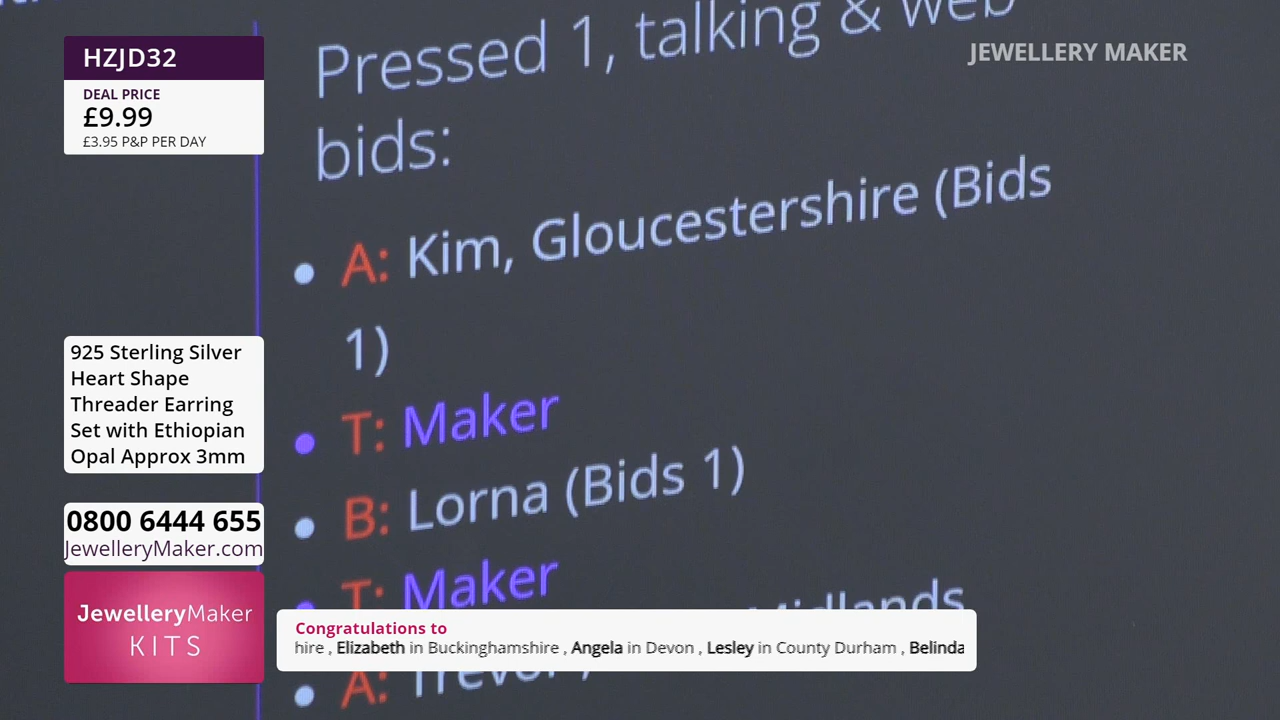 HZJD32
DEAL PRICE
£9.99
£3.95 P&P PER DAY
JEWELLERY MAKER
Pressed 1, talking & web
bids:
A: Kim, Gloucestershire (Bids
1)
T: Maker
B: Lorna (Bids 1)
T: Maker
Midlands
A: Trevor,
925 Sterling Silver
Heart Shape
Threader Earring
Set with Ethiopian
Opal Approx 3mm
0800 6444 655
JewelleryMaker.com
JewelleryMaker
KITS
Congratulations to
hire , Elizabeth in Buckinghamshire , Angela in Devon , Lesley in County Durham , Belinda